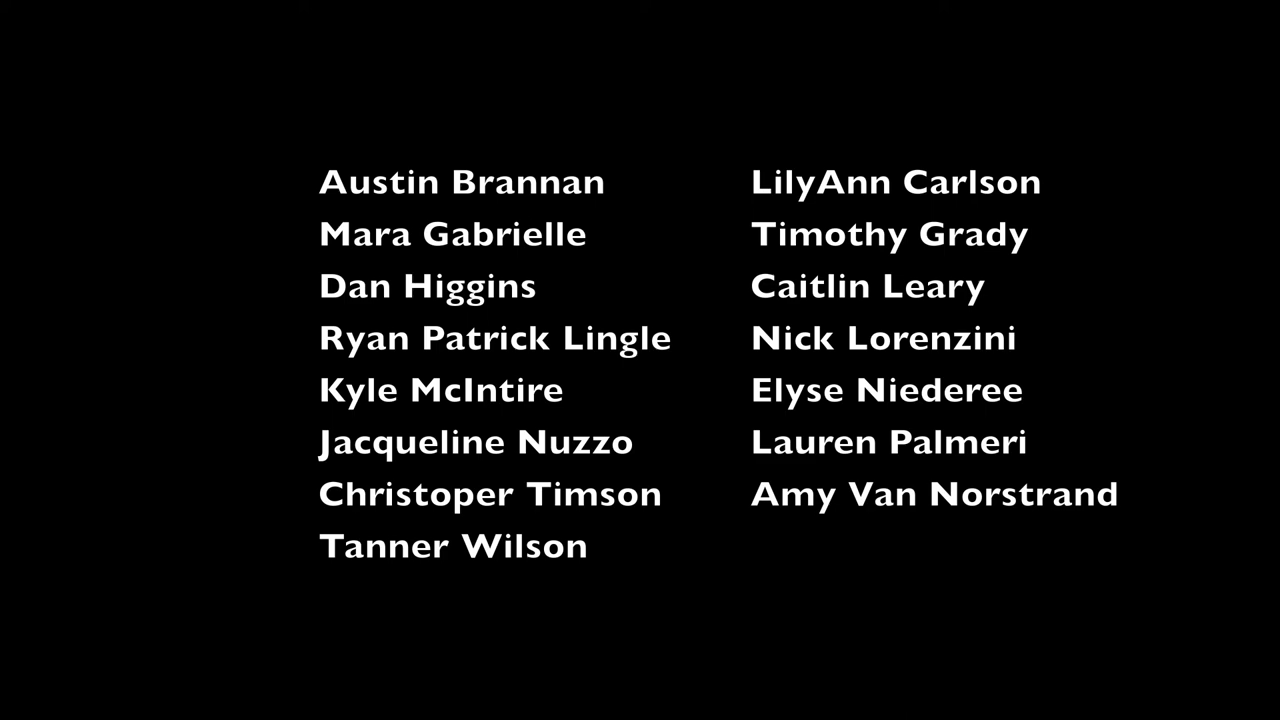 Austin Brannan
Mara Gabrielle
Dan Higgins
Ryan Patrick Lingle
Kyle McIntire
Jacqueline Nuzzo
Christoper Timson
Tanner Wilson
LilyAnn Carlson
Timothy Grady
Caitlin Leary
Nick Lorenzini
Elyse Niederee
Lauren Palmeri
Amy Van Norstrand